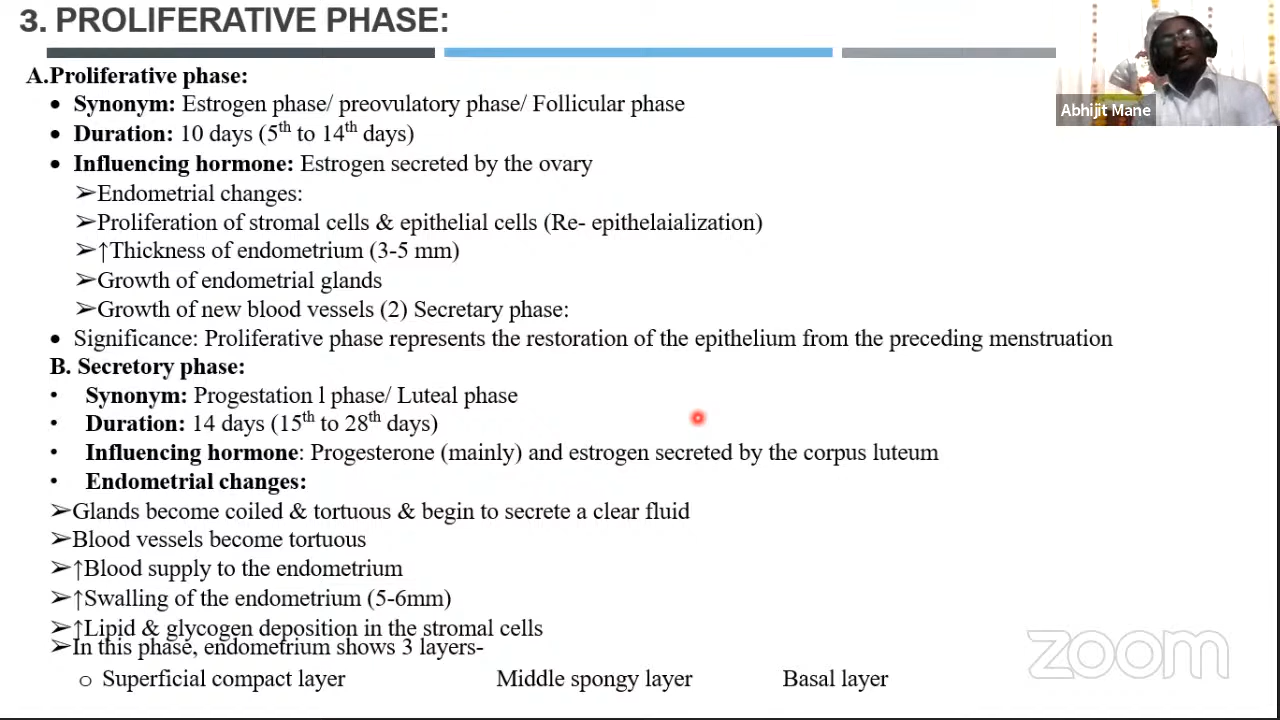 3. PROLIFERATIVE PHASE:
Abhijit Mane
A.Proliferative phase:
• Synonym: Estrogen phase/ preovulatory phase/ Follicular phase
• Duration: 10 days (5th to 14th days)
• Influencing hormone: Estrogen secreted by the ovary
➢Endometrial changes:
➢Proliferation of stromal cells & epithelial cells (Re- epithelaialization)
➢↑Thickness of endometrium (3-5 mm)
➢Growth of endometrial glands
➢Growth of new blood vessels (2) Secretary phase:
• Significance: Proliferative phase represents the restoration of the epithelium from the preceding menstruation
B. Secretory phase:
• Synonym: Progestation l phase/ Luteal phase
• Duration: 14 days (15th to 28th days)
• Influencing hormone: Progesterone (mainly) and estrogen secreted by the corpus luteum
• Endometrial changes:
➢Glands become coiled & tortuous & begin to secrete a clear fluid
➢Blood vessels become tortuous
➢↑Blood supply to the endometrium
➢↑Swalling of the endometrium (5-6mm)
➢↑Lipid & glycogen deposition in the stromal cells
➢In this phase, endometrium shows 3 layers-
o Superficial compact layer Middle spongy layer Basal layer
zoom